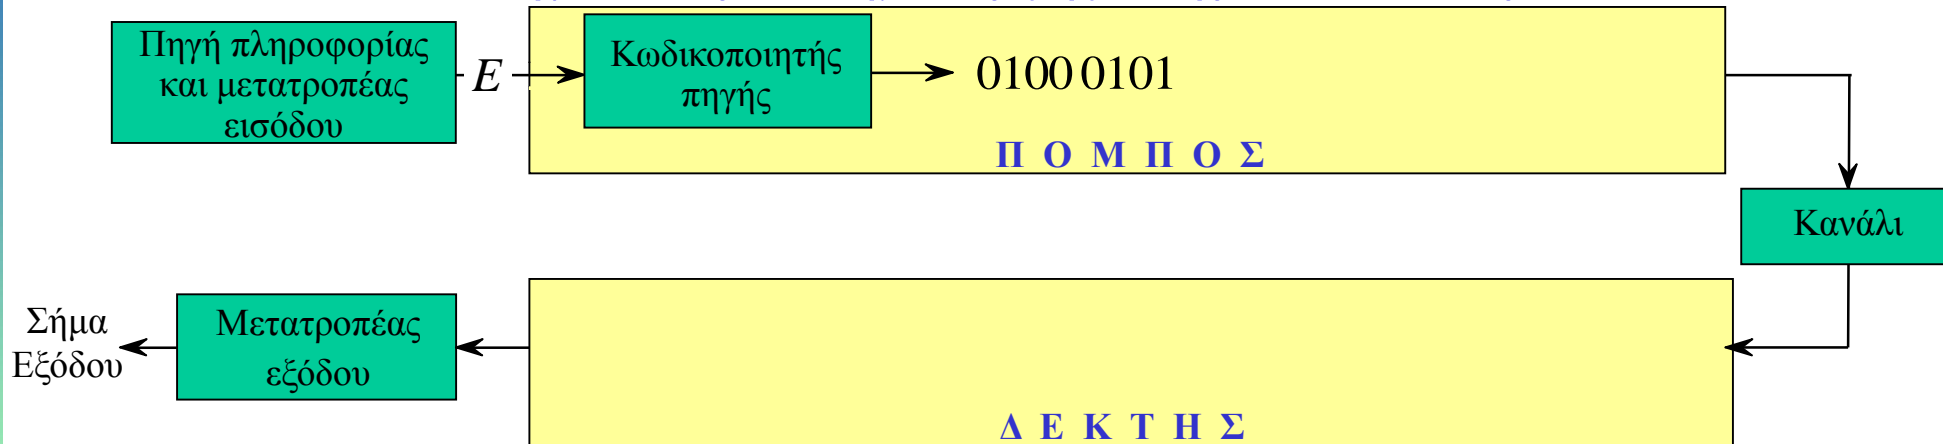 Πηγή πληροφορίας
και μετατροπέας
εισόδου
E
Κωδικοποιητής
πηγής
0100 0101
Π Ο Μ Π Ο Σ
Κανάλι
Σήμα
Εξόδου
Μετατροπέας
εξόδου
Δ Ε Κ Τ Η Σ